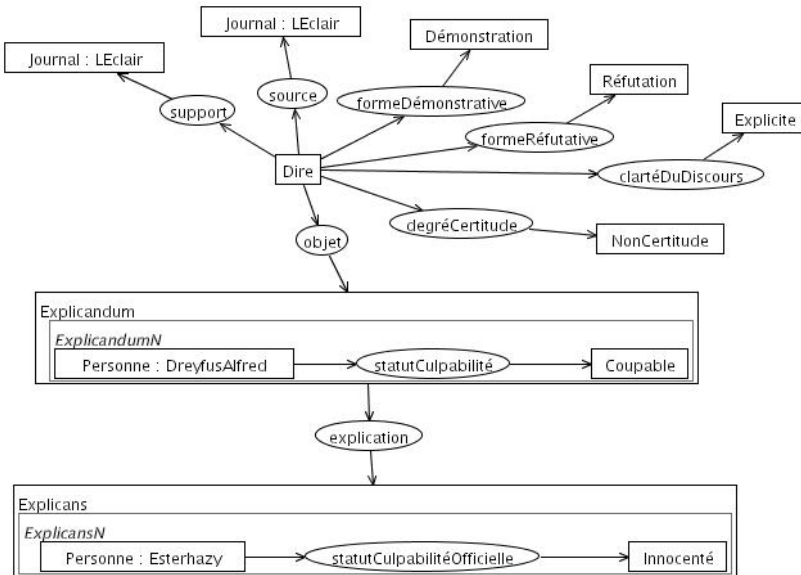 Journal : LEclair
Journal : LEclair
Démonstration
source
support
formeDémonstrative
Réfutation
formeRéfutative
Explicite
Dire
clartéDuDiscours
degréCertitude
objet
NonCertitude
Explicandum
ExplicandumN
Personne : DreyfusAlfred
statutCulpabilité
Coupable
explication
Explicans
ExplicansN
Personne : Esterhazy
statutCulpabilitéOfficielle
Innocenté